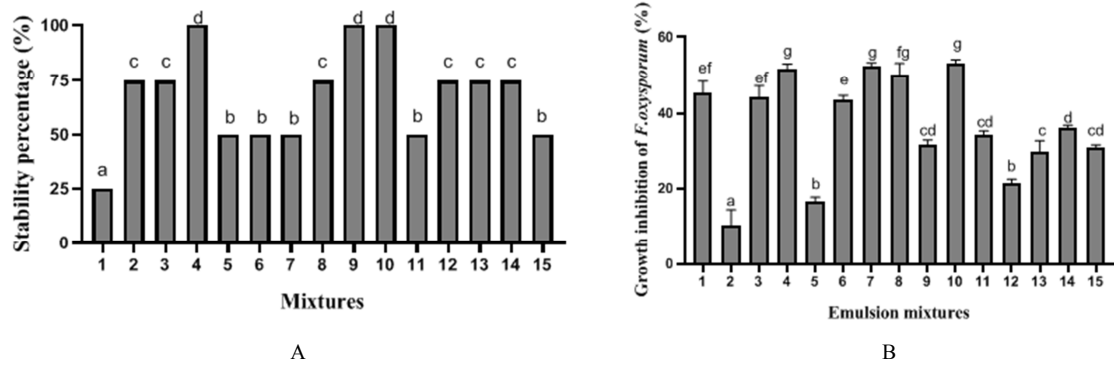 Stability percentage (%)
100
75
50
25
0
a
c
c
d
b
b
b
c
d
d
b
c
c
c
b
1 2 3 4 5 6 7 8 9 10 11 12 13 14 15
Mixtures
A
Growth inhibition of F.oxysporum (%)
60
40
20
0
ef
a
ef
g
b
e
g
fg
cd
g
cd
b
c
d
cd
1 2 3 4 5 6 7 8 9 10 11 12 13 14 15
Emulsion mixtures
B